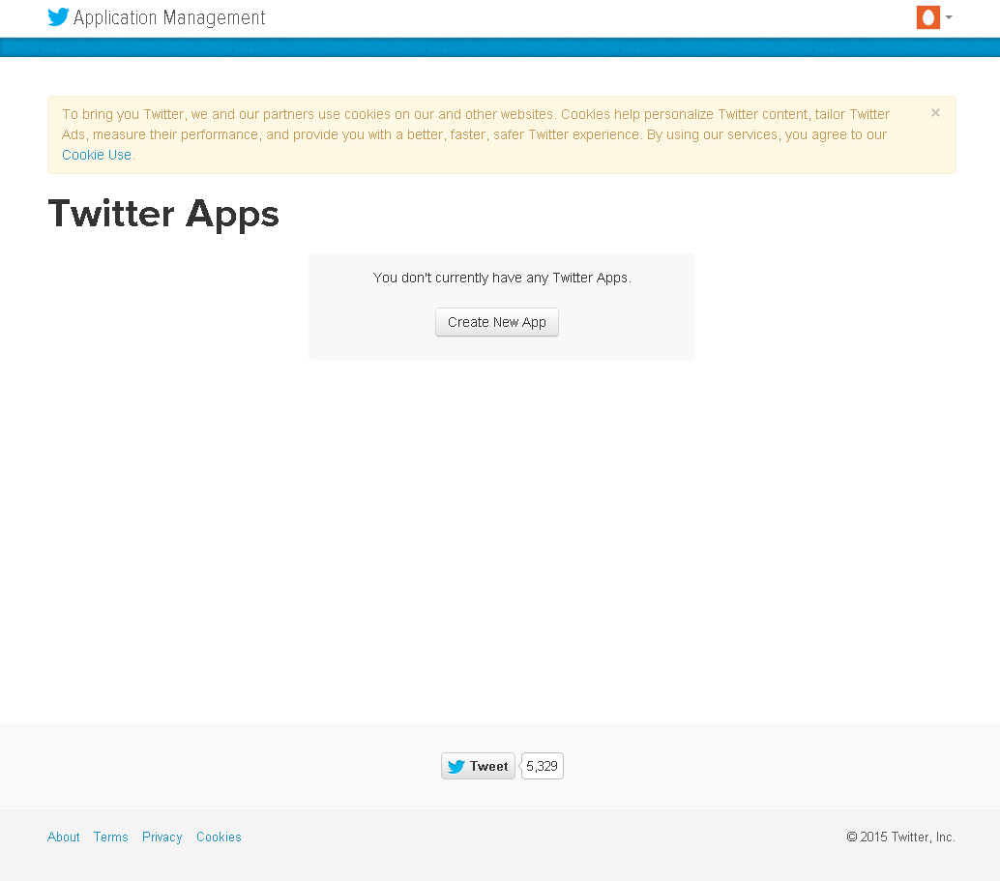 Application Management
To bring you Twitter, we and our partners use cookies on our and other websites. Cookies help personalize Twitter content, tailor Twitter
Ads, measure their performance, and provide you with a better, faster, safer Twitter experience. By using our services, you agree to our
Cookie Use.
×
Twitter Apps
You don't currently have any Twitter Apps.
Create New App
Tweet 5,329
About Terms Privacy Cookies © 2015 Twitter, Inc.